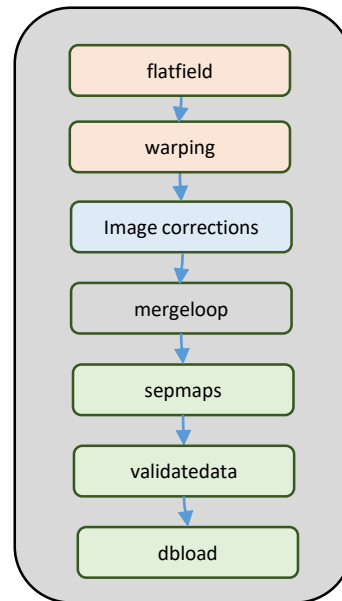 flatfield
warping
Image corrections
mergeloop
sepmaps
validatedata
dbload